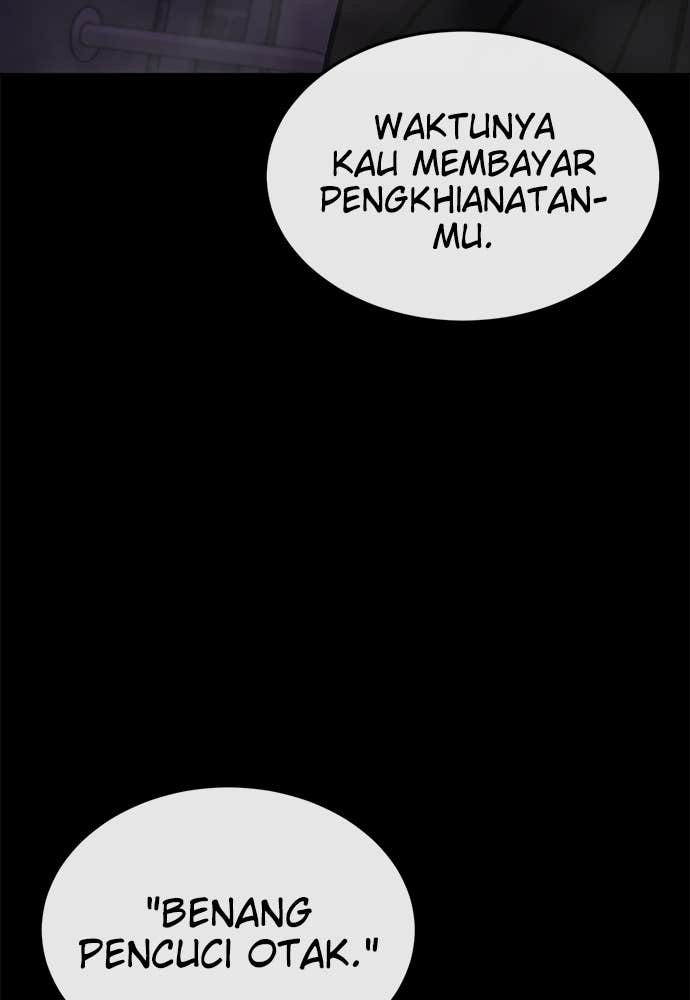 WAKTUNYA
KAU MEMBAYAR
PENGKHIANATAN-
MU.
"BENANG
PENCUCI OTAK."